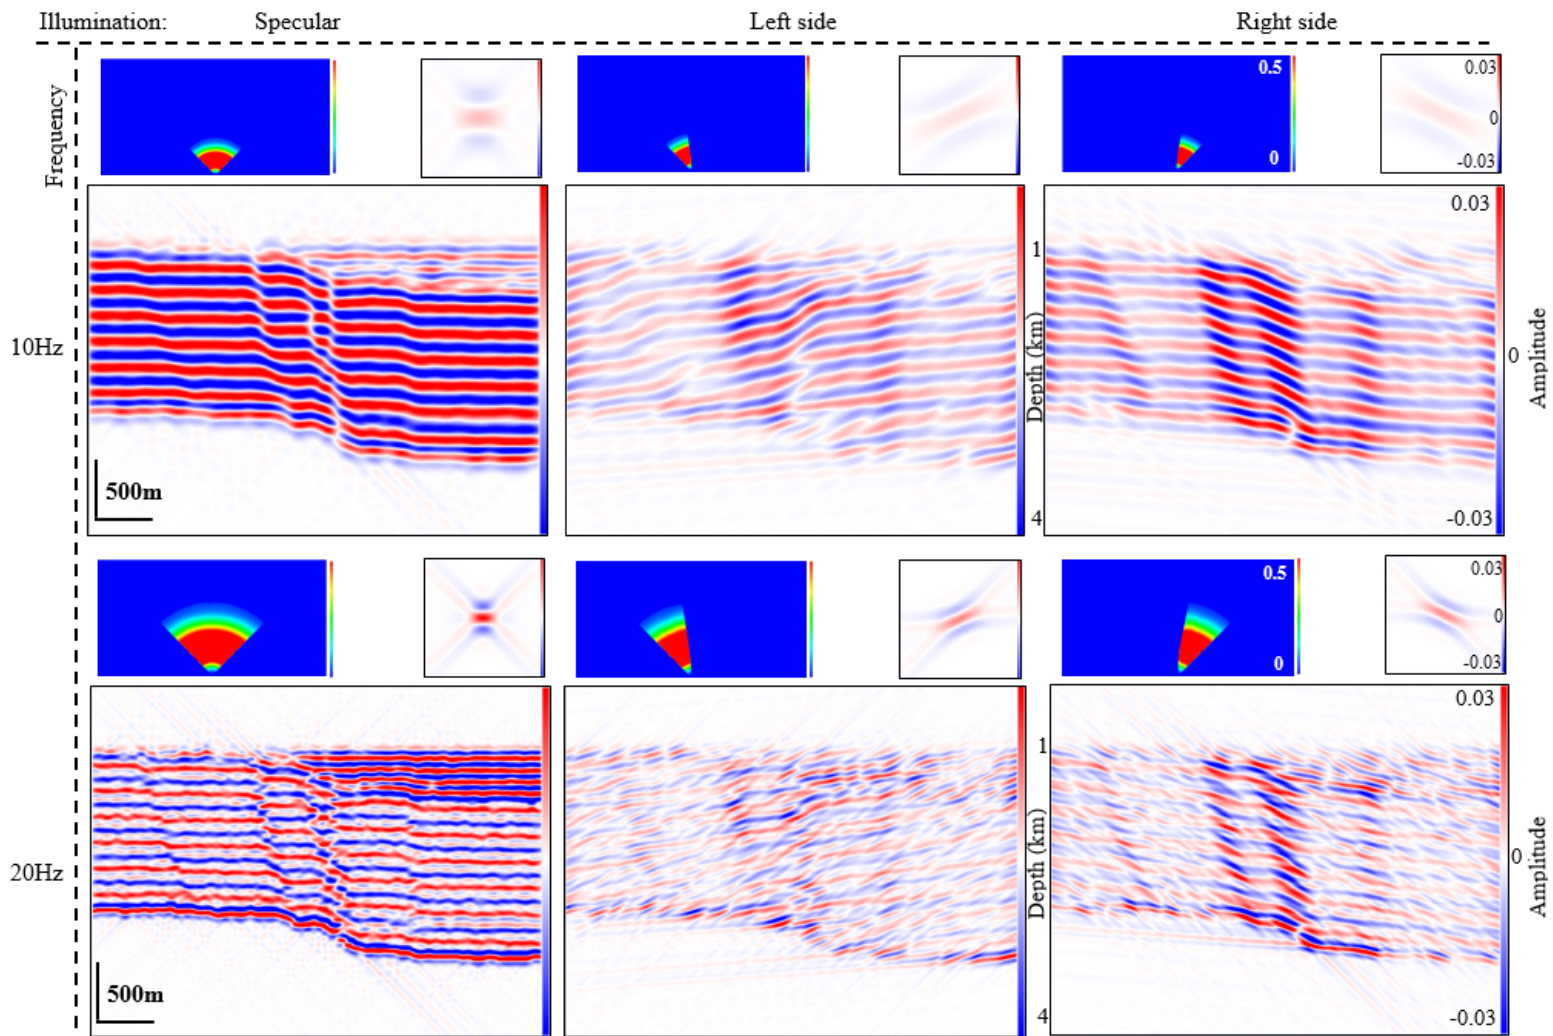 Illumination: Specular Left side Right side
Frequency
0.5
0
0.03
0
-0.03
10Hz
500m
1
Depth (km)
4
0.03
0
-0.03
Amplitude
0.5
0
0.03
0
-0.03
20Hz
500m
1
Depth (km)
4
0.03
0
-0.03
Amplitude